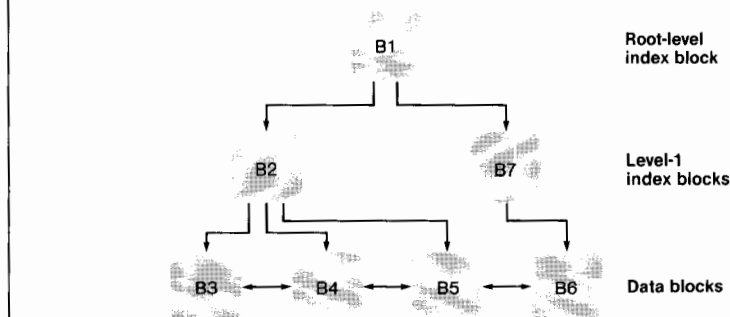 B1
Root-level
index block
B2
B7
Level-1
index blocks
B3
B4
B5
B6
Data blocks